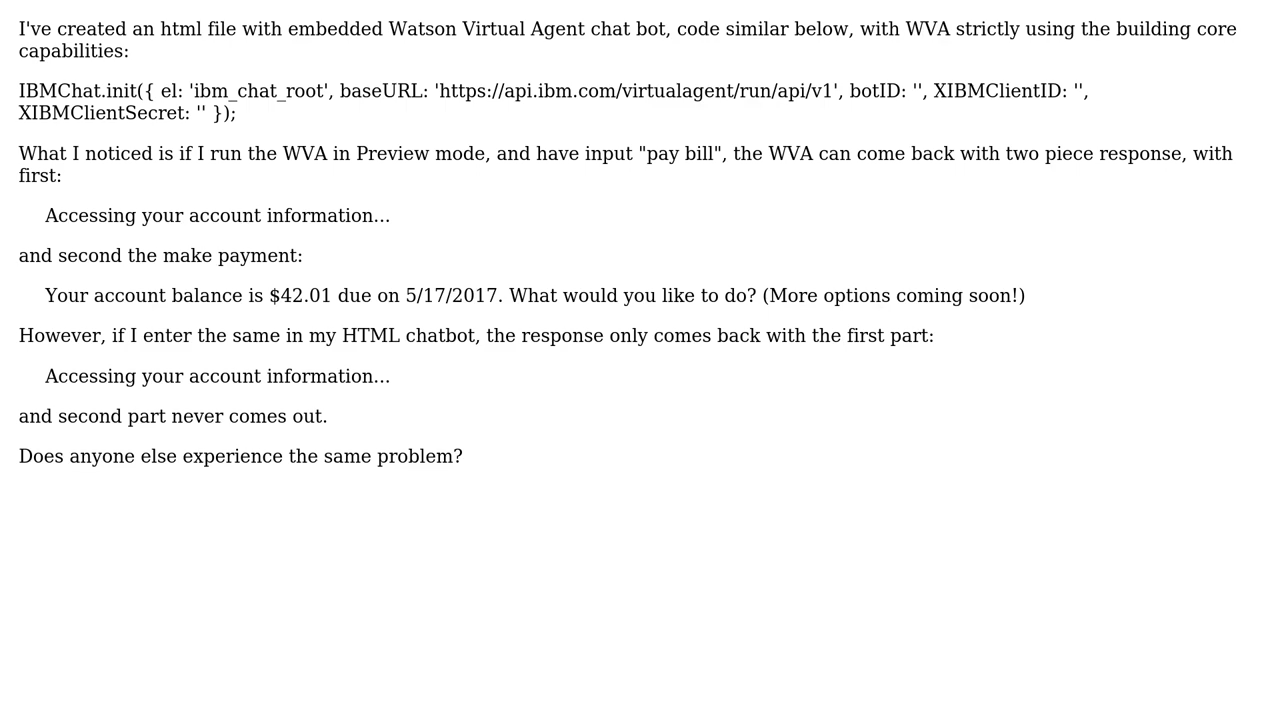 I've created an html file with embedded Watson Virtual Agent chat bot, code similar below, with WVA strictly using the building core
capabilities:
IBMChat.init({ el: 'ibm_chat_root', baseURL: 'https://api.ibm.com/virtualagent/run/api/v1', botID: '', XIBMClientID: '',
XIBMClientSecret: '' });
What I noticed is if I run the WVA in Preview mode, and have input "pay bill", the WVA can come back with two piece response, with
first:
Accessing your account information...
and second the make payment:
Your account balance is $42.01 due on 5/17/2017. What would you like to do? (More options coming soon!)
However, if I enter the same in my HTML chatbot, the response only comes back with the first part:
Accessing your account information...
and second part never comes out.
Does anyone else experience the same problem?